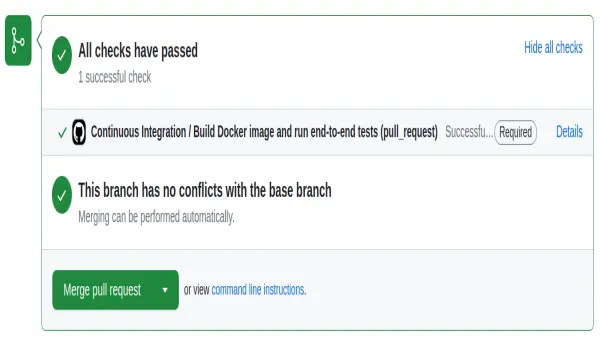 All checks have passed
Hide all checks
1 successful check
Continuous Integration / Build Docker image and run end-to-end tests (pull_request) Successfu... Required Details
This branch has no conflicts with the base branch
Merging can be performed automatically.
Merge pull request or view command line instructions.